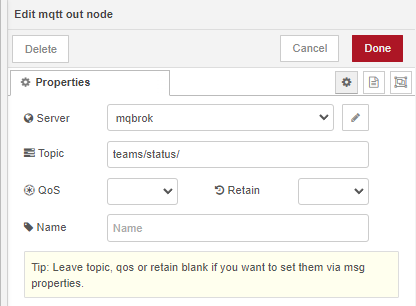 Edit mqtt out node
Delete
Cancel
Done
Properties
Server
mqbrok
Topic
teams/status/
QoS
Retain
Name
Name
Tip: Leave topic, qos or retain blank if you want to set them via msg
properties.